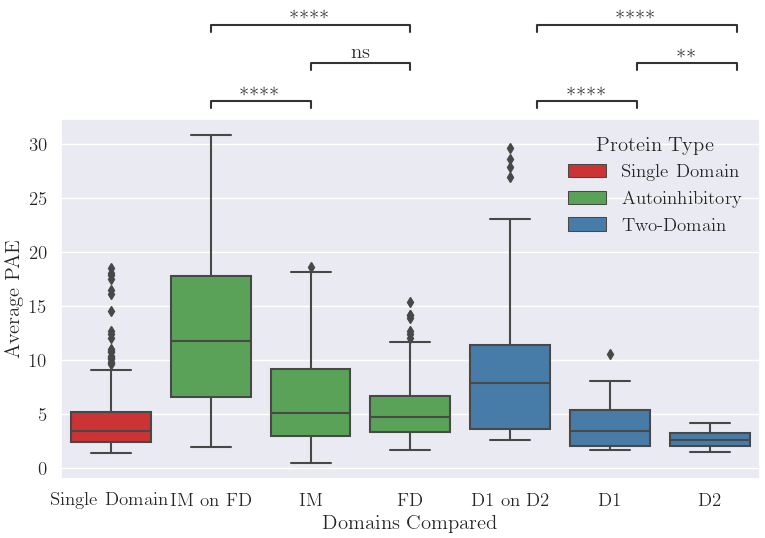 **** ****
ns **
**** ****
Protein Type
Single Domain
Autoinhibitory
Two-Domain
30
25
20
15
10
5
0
Average PAE
Single Domain IM on FD IM FD D1 on D2 D1 D2
Domains Compared